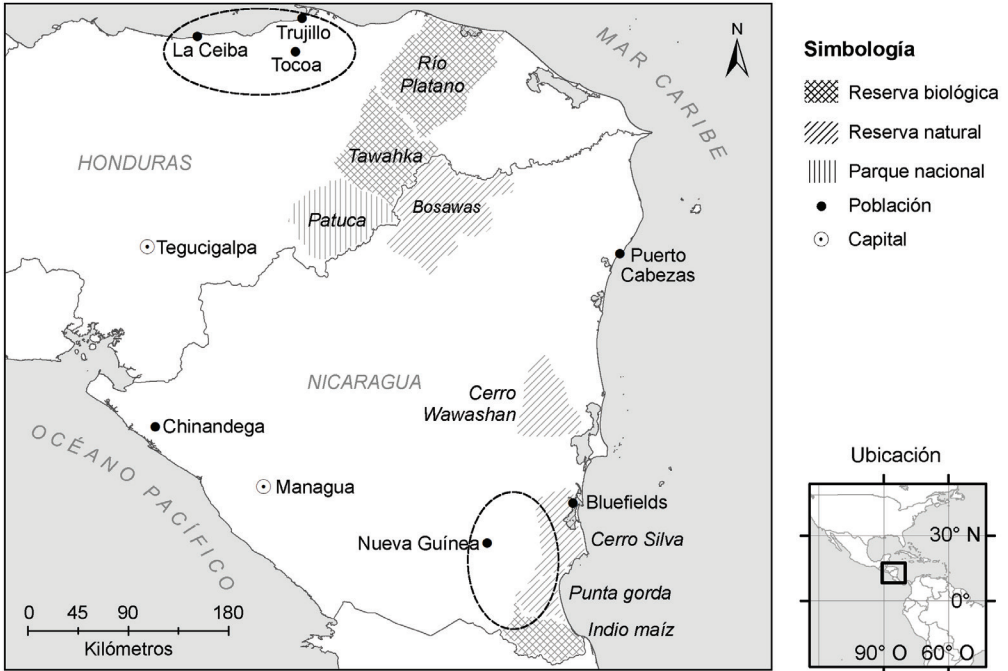 La Ceiba
Trujillo
Tocoa
Río
Platano
N
MAR CARIBE
HONDURAS
Tawahka
Patuca
Bosawas
Tegucigalpa
Puerto
Cabezas
NICARAGUA
Cerro
Wawashan
Chinandega
OCÉANO PACÍFICO
Managua
Bluefields
Nueva Guínea
Cerro Silva
Punta gorda
Indio maíz
0 45 90 180
Kilómetros
Simbología
Reserva biológica
Reserva natural
Parque nacional
Población
Capital
Ubicación
30° N
0°
90° O 60° O